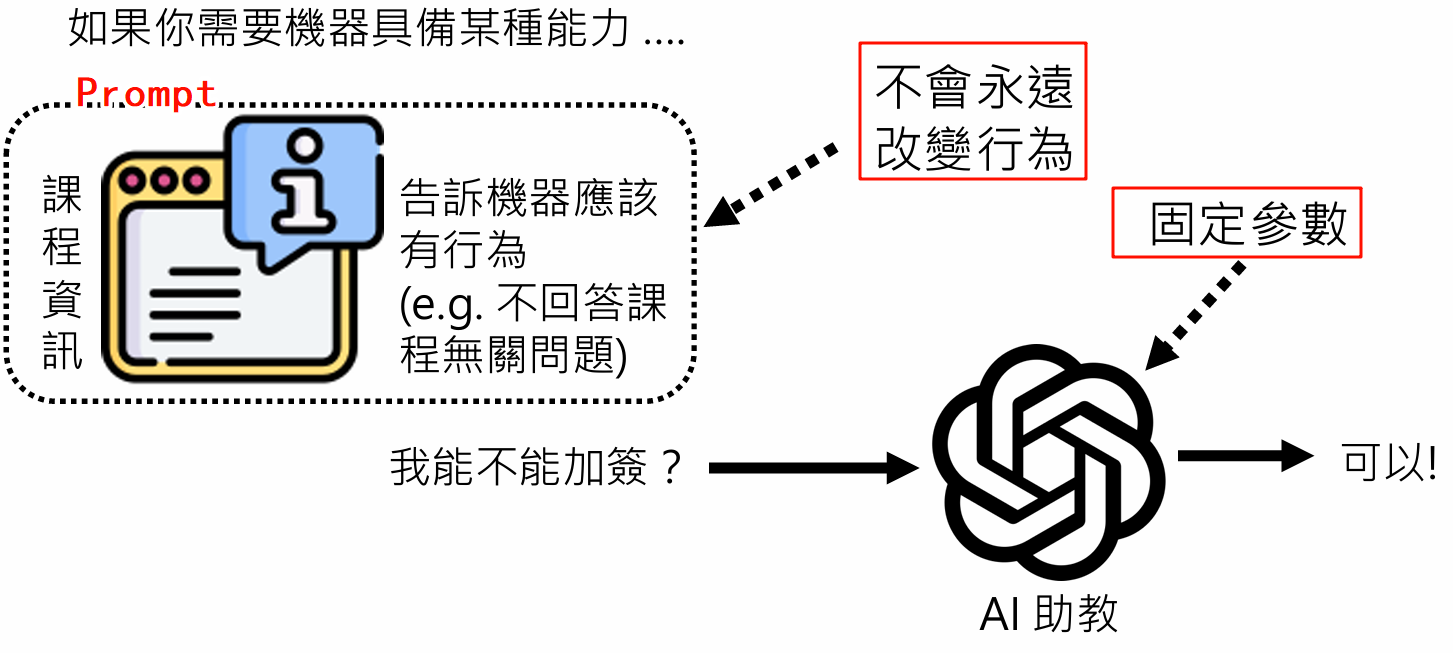 如果你需要機器具備某種能力 ....
Prompt
課
程
資
訊
告訴機器應該
有行為
(e.g. 不回答課
程無關問題)
不會永遠
改變行為
固定參數
我能不能加簽？
可以!
AI 助教